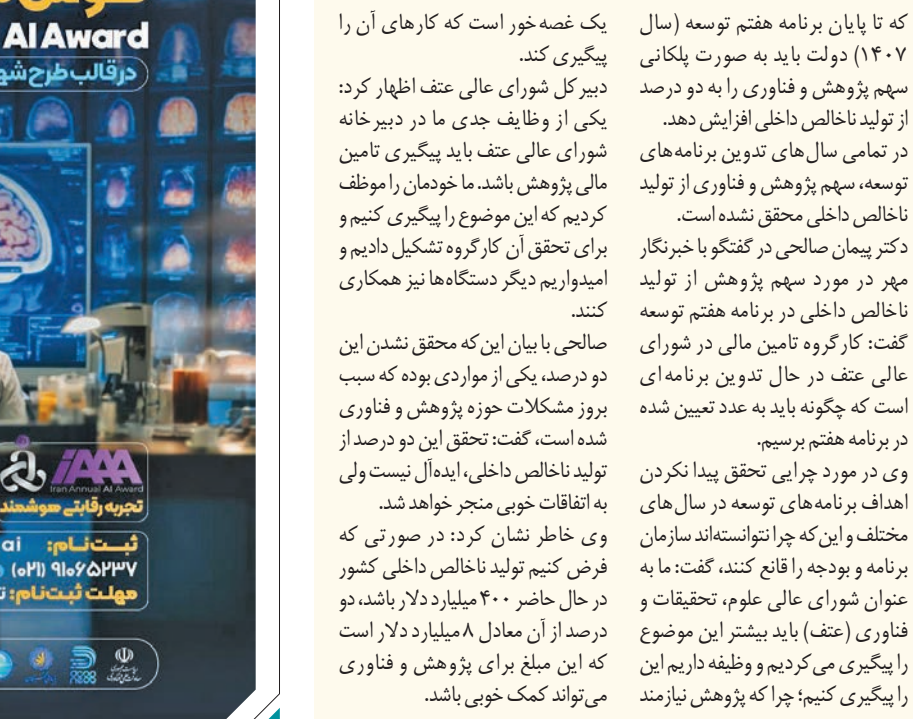 که تا پایان برنامه هفتم توسعه (سال
۱۴۰۷) دولت باید به صورت پلکانی
سهم پژوهش و فناوری را به دو درصد
از تولید ناخالص داخلی افزایش دهد.
در تمامی سال‌های تدوین برنامه‌های
توسعه، سهم پژوهش و فناوری از تولید
ناخالص داخلی محقق نشده است.
دکتر پیمان صالحی در گفتگو با خبرنگار
مهر در مورد سهم پژوهش از تولید
ناخالص داخلی در برنامه هفتم توسعه
گفت: کارگروه تامین مالی در شورای
عالی عتف در حال تدوین برنامه‌ای
است که چگونه باید به عدد تعیین شده
در برنامه هفتم برسیم.
وی در مورد چرایی تحقق پیدا نکردن
اهداف برنامه‌های توسعه در سال‌های
مختلف و این‌که چرا نتوانسته‌اند سازمان
برنامه و بودجه را قانع کنند، گفت: ما به
عنوان شورای عالی علوم، تحقیقات و
فناوری (عتف) باید بیشتر این موضوع
را پیگیری می‌کردیم و وظیفه داریم این
را پیگیری کنیم؛ چرا که پژوهش نیازمند
یک غصه‌خور است که کارهای آن را
پیگیری کند.
دبیر کل شورای عالی عتف اظهار کرد:
یکی از وظایف جدی ما در دبیرخانه
شورای عالی عتف باید پیگیری تامین
مالی پژوهش باشد. ما خودمان را موظف
کردیم که این موضوع را پیگیری کنیم و
برای تحقق آن کارگروه تشکیل دادیم و
امیدواریم دیگر دستگاه‌ها نیز همکاری
کنند.
صالحی با بیان این‌که محقق نشدن این
دو درصد، یکی از مواردی بوده که سبب
بروز مشکلات حوزه پژوهش و فناوری
شده است، گفت: تحقق این دو درصد از
تولید ناخالص داخلی، ایده‌آل نیست ولی
به اتفاقات خوبی منجر خواهد شد.
وی خاطر نشان کرد: در صورتی که
فرض کنیم تولید ناخالص داخلی کشور
در حال حاضر ۴۰۰ میلیارد دلار باشد، دو
درصد از آن معادل ۸ میلیارد دلار است
که این مبلغ برای پژوهش و فناوری
می‌تواند کمک خوبی باشد.
AI Award
در قالب طرح
IAAA
Iran Annual AI Award
تجربه رقابتی هوشمند
ثبت‌نام: ai
(۰۲۱) ۹۱۰۶۵۲۳۷
مهلت ثبت‌نام: